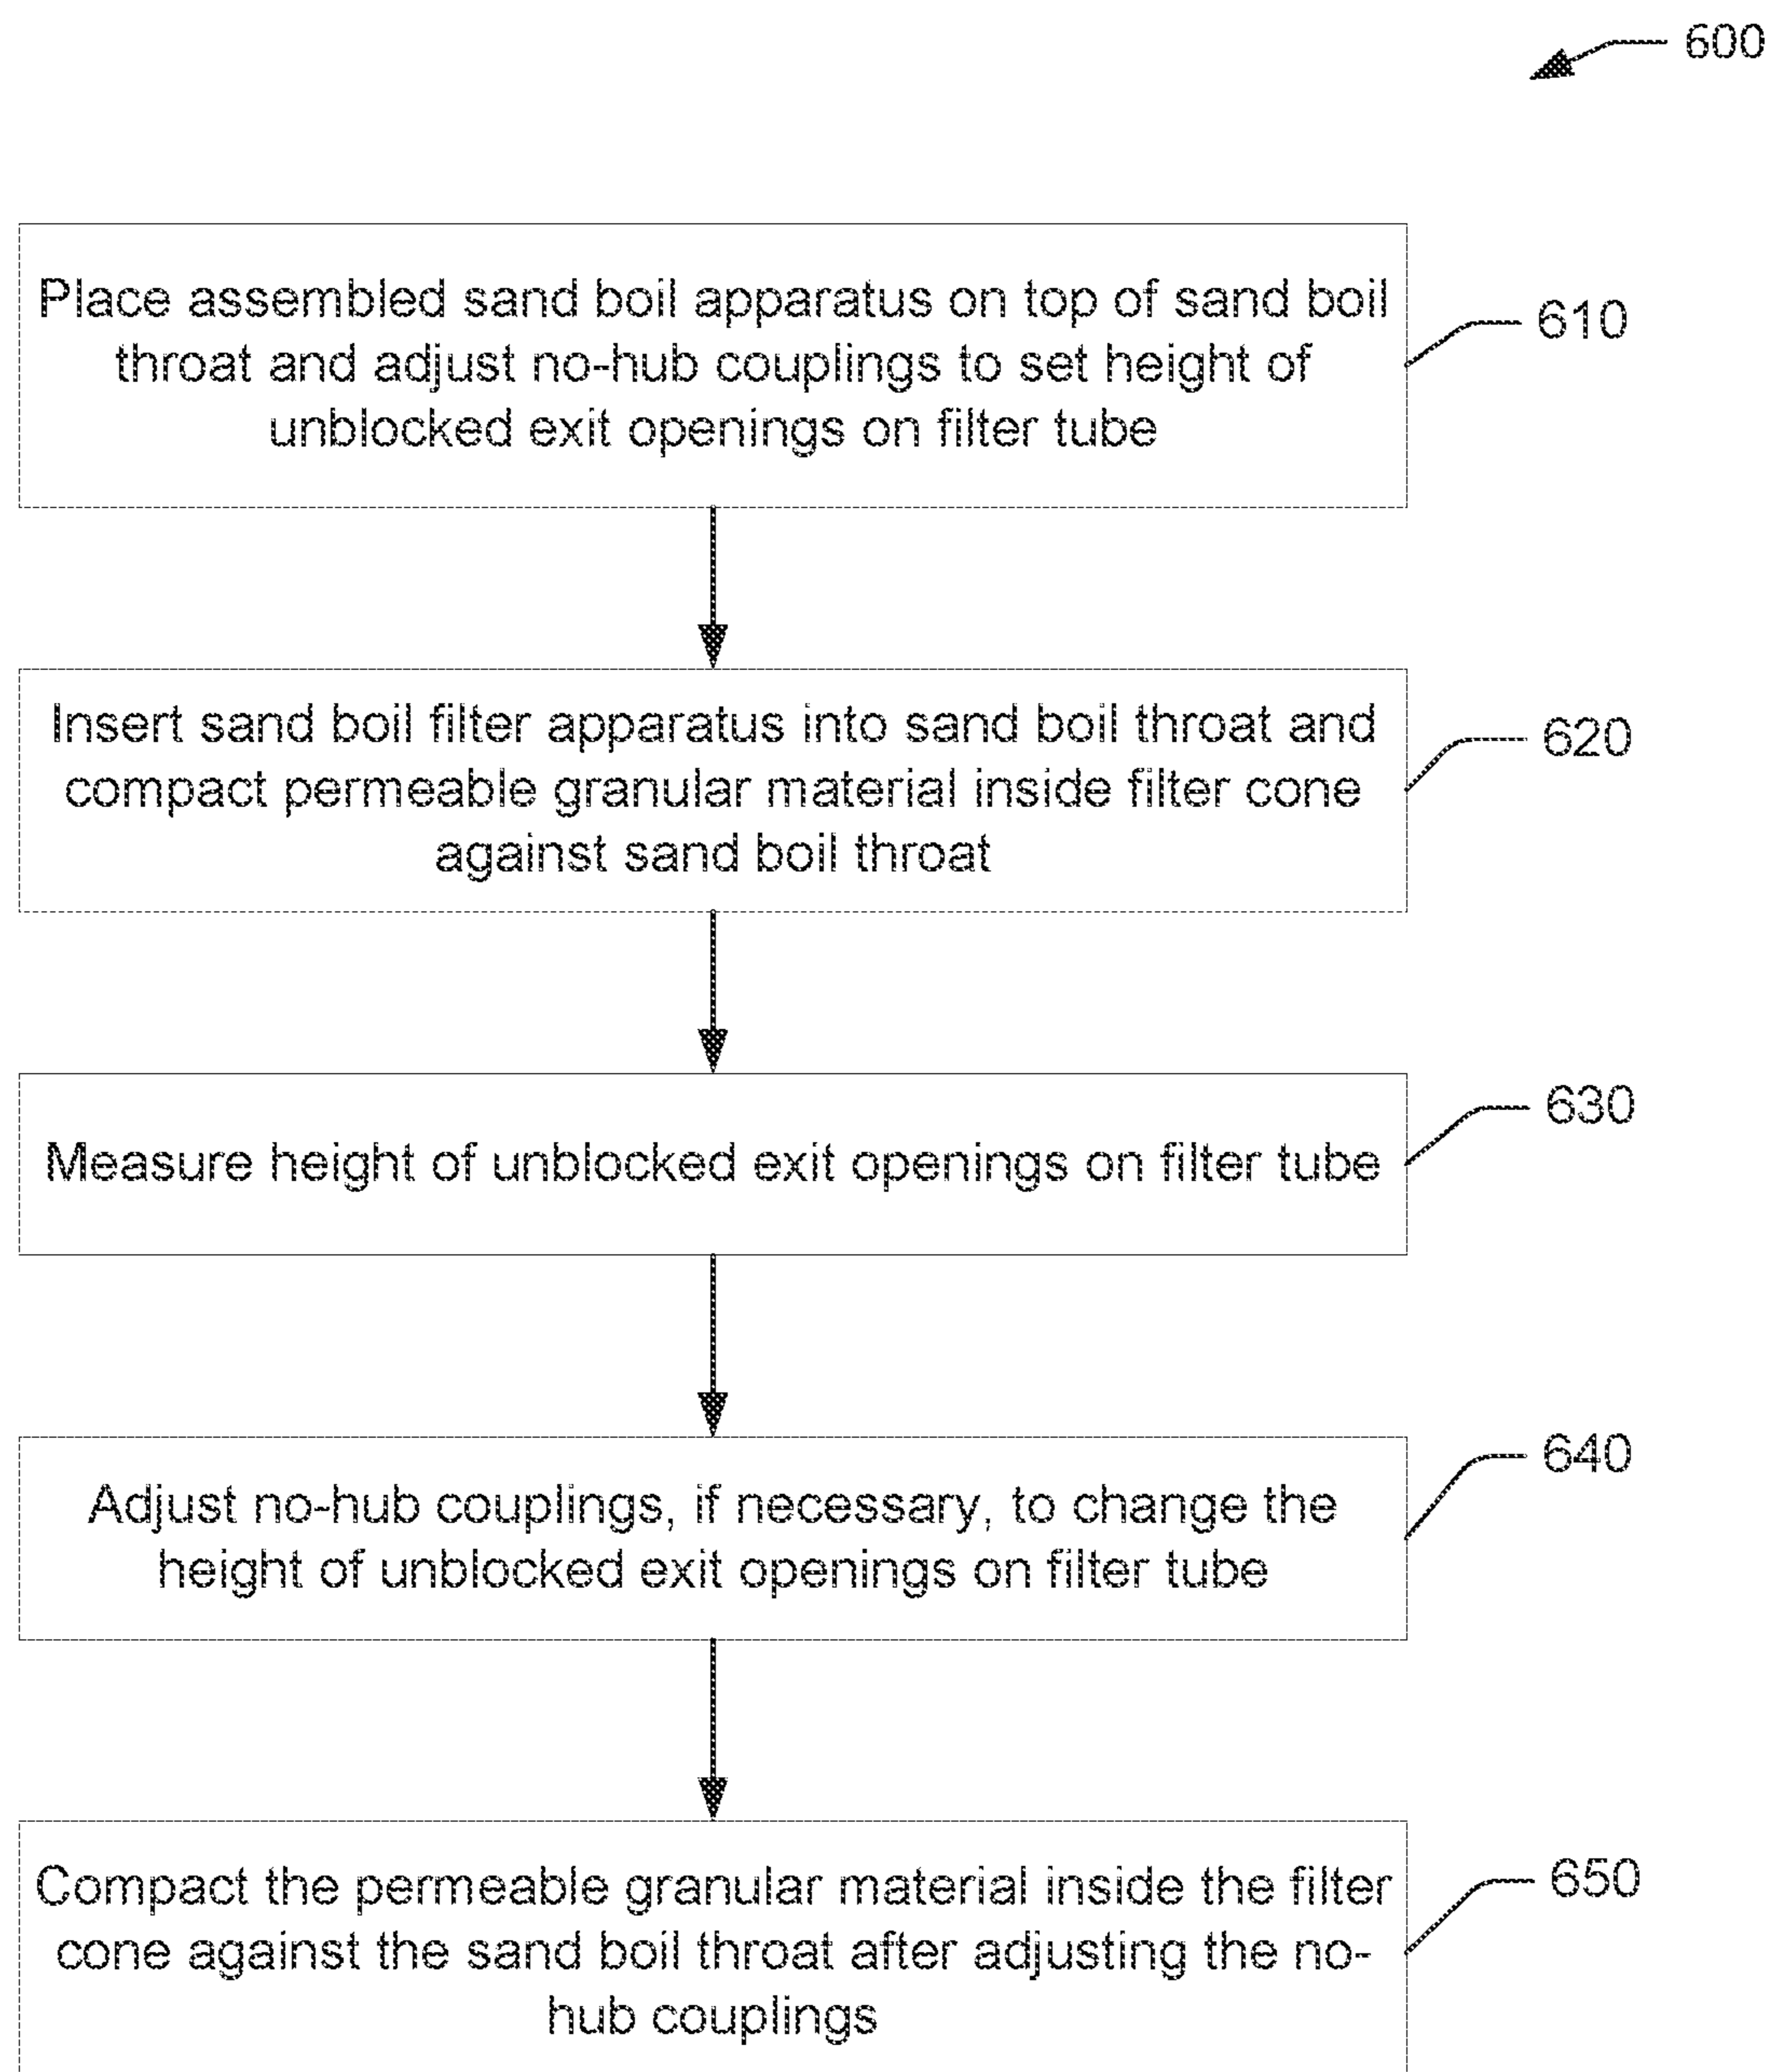 600
Place assembled sand boil apparatus on top of sand boil
throat and adjust no-hub couplings to set height of
unblocked exit openings on filter tube
610
Insert sand boil filter apparatus into sand boil throat and
compact permeable granular material inside filter cone
against sand boil throat
620
Measure height of unblocked exit openings on filter tube
630
Adjust no-hub couplings, if necessary, to change the
height of unblocked exit openings on filter tube
640
Compact the permeable granular material inside the filter
cone against the sand boil throat after adjusting the no-
hub couplings
650